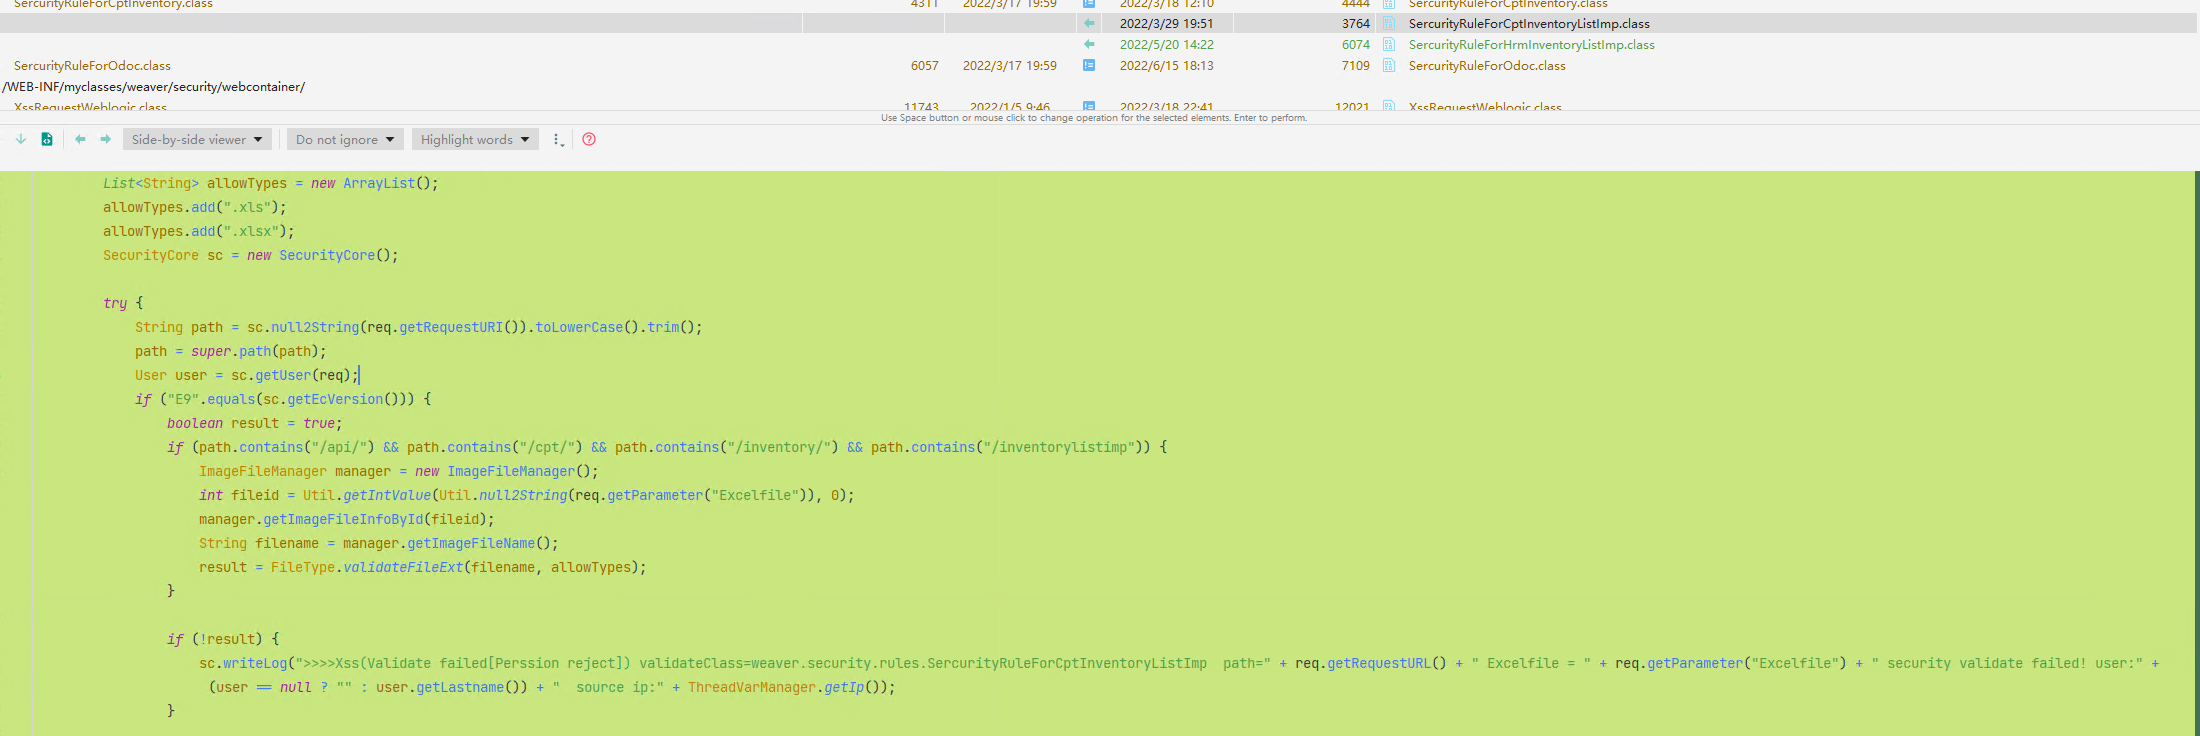 SercurityRuleForCptInventory.class 4311 2022/3/17 19:59 2022/3/18 12:10 4444 SercurityRuleForCptInventory.class
2022/3/29 19:51 3764 SercurityRuleForCptInventoryListImp.class
2022/5/20 14:22 6074 SercurityRuleForHrmInventoryListImp.class
SercurityRuleForOdoc.class 6057 2022/3/17 19:59 2022/6/15 18:13 7109 SercurityRuleForOdoc.class
/WEB-INF/myclasses/weaver/security/webcontainer/
XssRequestWeblogic.class 11743 2022/1/5 9:46 2022/3/18 22:41 12021 XssRequestWeblogic.class
Use Space button or mouse click to change operation for the selected elements. Enter to perform.
Side-by-side viewer Do not ignore Highlight words
List<String> allowTypes = new ArrayList();
allowTypes.add(".xls");
allowTypes.add(".xlsx");
SecurityCore sc = new SecurityCore();
try {
String path = sc.null2String(req.getRequestURI()).toLowerCase().trim();
path = super.path(path);
User user = sc.getUser(req);
if ("E9".equals(sc.getEcVersion())) {
boolean result = true;
if (path.contains("/api/") && path.contains("/cpt/") && path.contains("/inventory/") && path.contains("/inventorylistimp")) {
ImageFileManager manager = new ImageFileManager();
int fileid = Util.getIntValue(Util.null2String(req.getParameter("Excelfile")), 0);
manager.getImageFileInfoById(fileid);
String filename = manager.getImageFileName();
result = FileType.validateFileExt(filename, allowTypes);
}
if (!result) {
sc.writeLog(">>>>Xss(Validate failed[Perssion reject]) validateClass=weaver.security.rules.SercurityRuleForCptInventoryListImp  path=" + req.getRequestURL() + " Excelfile = " + req.getParameter("Excelfile") + " security validate failed! user:" +
(user == null ? "" : user.getLastname()) + "  source ip:" + ThreadVarManager.getIp());
}